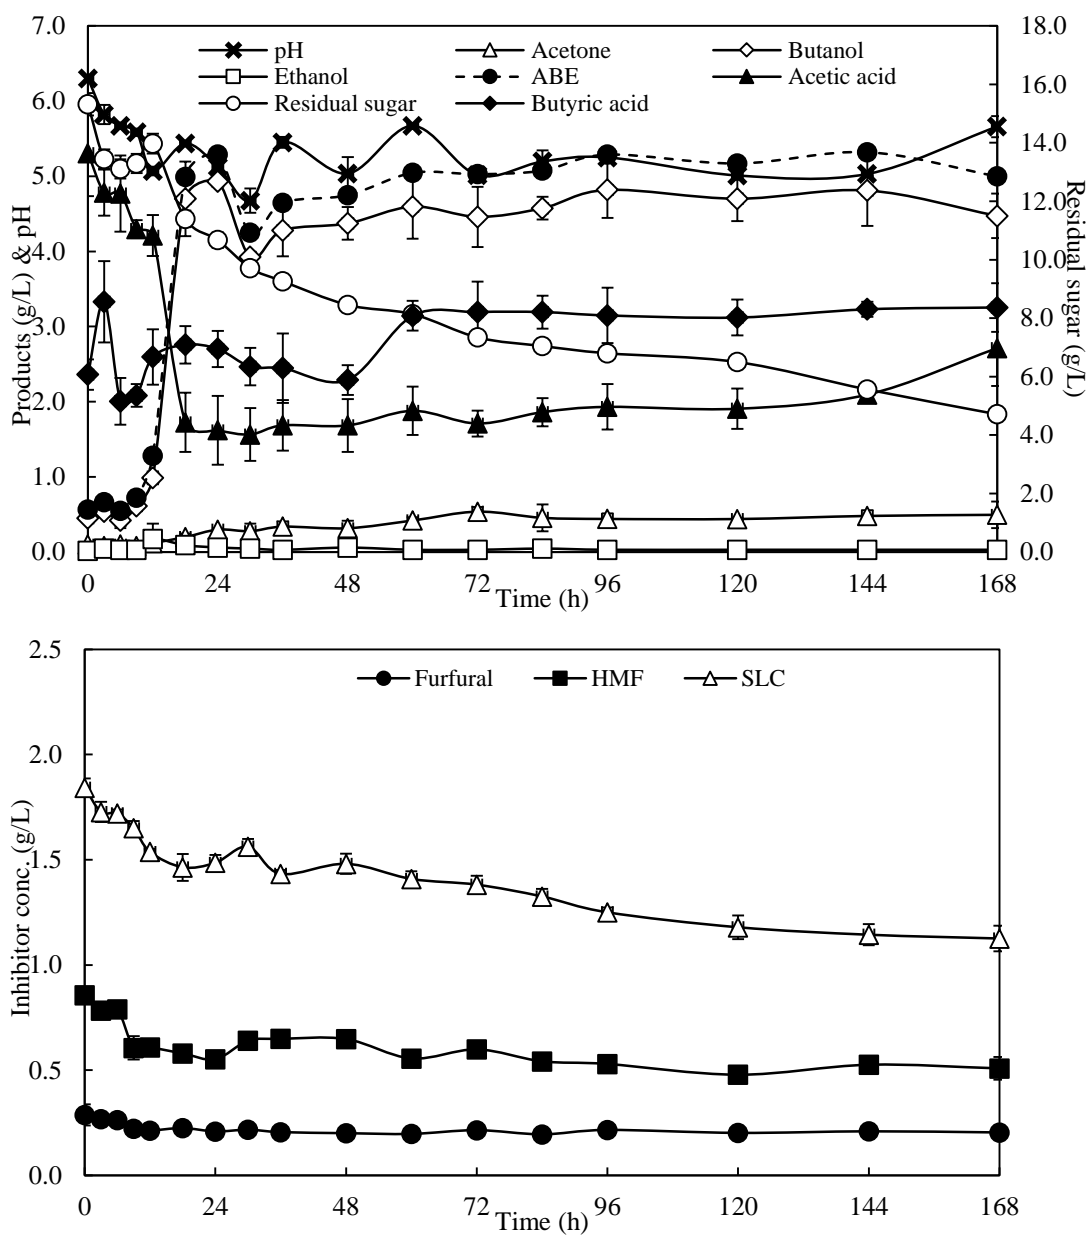 7.0 18.0
pH Acetone Butanol
Ethanol ABE Acetic acid
Residual sugar Butyric acid
6.0 16.0
5.0 14.0
4.0 12.0
3.0 10.0
2.0 8.0
1.0 6.0
0.0 4.0
2.0
0.0
Products (g/L) & pH
Residual sugar (g/L)
0 24 48 72 96 120 144 168
Time (h)
2.5
Furfural HMF SLC
2.0
1.5
1.0
0.5
0.0
Inhibitor conc. (g/L)
0 24 48 72 96 120 144 168
Time (h)